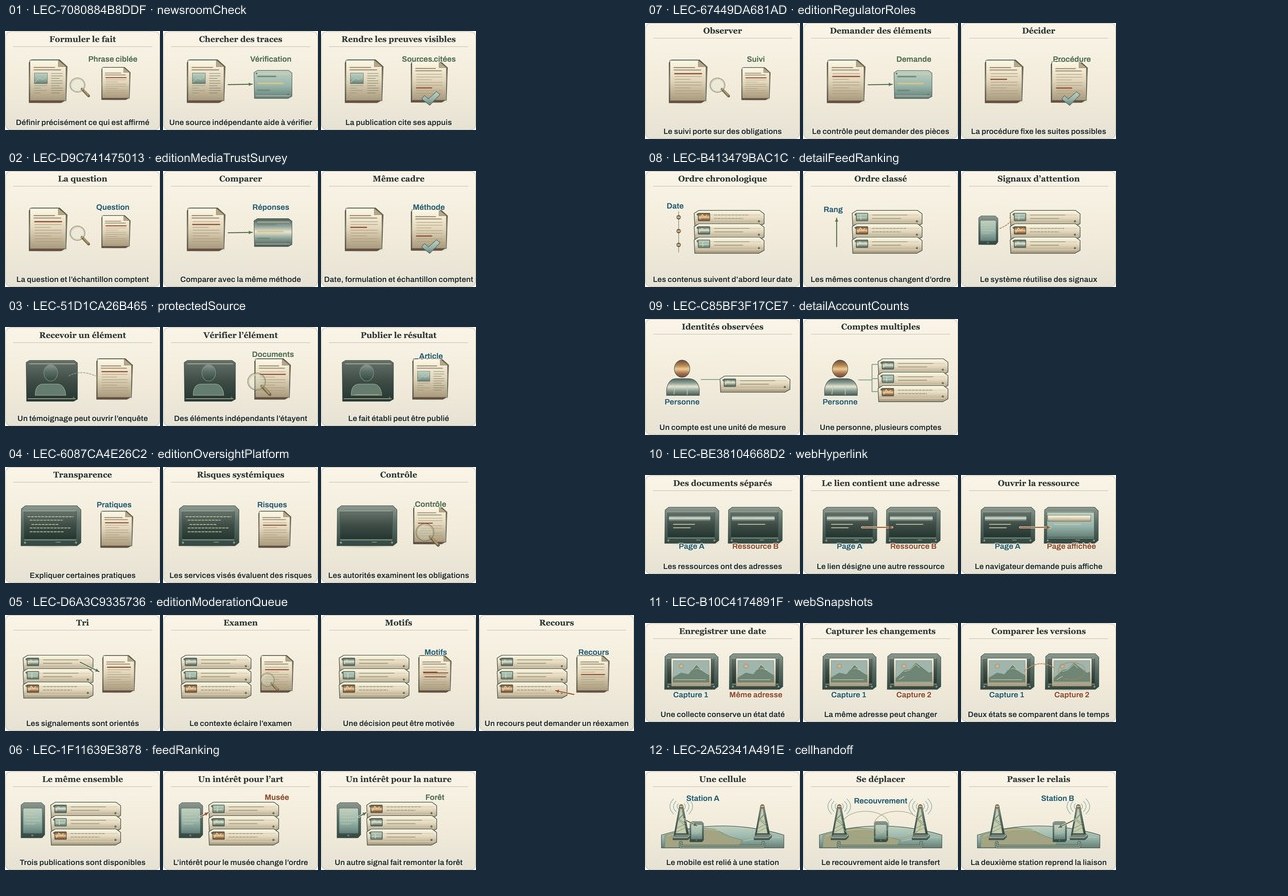 01 · LEC-7080884B8DDF · newsroomCheck
Formuler le fait
Phrase ciblée
Définir précisément ce qui est affirmé
Chercher des traces
Vérification
Une source indépendante aide à vérifier
Rendre les preuves visibles
Sources citées
La publication cite ses appuis
02 · LEC-D9C741475013 · editionMediaTrustSurvey
La question
Question
La question et l'échantillon comptent
Comparer
Réponses
Comparer avec la même méthode
Même cadre
Méthode
Date, formulation et échantillon comptent
03 · LEC-51D1CA26B465 · protectedSource
Recevoir un élément
Un témoignage peut ouvrir l'enquête
Vérifier l'élément
Documents
Des éléments indépendants l'étayent
Publier le résultat
Article
Le fait établi peut être publié
04 · LEC-6087CA4E26C2 · editionOversightPlatform
Transparence
Pratiques
Expliquer certaines pratiques
Risques systémiques
Risques
Les services visés évaluent des risques
Contrôle
Contrôle
Les autorités examinent les obligations
05 · LEC-D6A3C9335736 · editionModerationQueue
Tri
Les signalements sont orientés
Examen
Le contexte éclaire l'examen
Motifs
Motifs
Une décision peut être motivée
Recours
Recours
Un recours peut demander un réexamen
06 · LEC-1F11639E3878 · feedRanking
Le même ensemble
Trois publications sont disponibles
Un intérêt pour l'art
Musée
L'intérêt pour le musée change l'ordre
Un intérêt pour la nature
Forêt
Un autre signal fait remonter la forêt
07 · LEC-67449DA681AD · editionRegulatorRoles
Observer
Suivi
Le suivi porte sur des obligations
Demander des éléments
Demande
Le contrôle peut demander des pièces
Décider
Procédure
La procédure fixe les suites possibles
08 · LEC-B413479BAC1C · detailFeedRanking
Ordre chronologique
Date
Les contenus suivent d'abord leur date
Ordre classé
Rang
Les mêmes contenus changent d'ordre
Signaux d'attention
Le système réutilise des signaux
09 · LEC-C85BF3F17CE7 · detailAccountCounts
Identités observées
Personne
Un compte est une unité de mesure
Comptes multiples
Personne
Une personne, plusieurs comptes
10 · LEC-BE38104668D2 · webHyperlink
Des documents séparés
Page A
Ressource B
Les ressources ont des adresses
Le lien contient une adresse
Page A
Ressource B
Le lien désigne une autre ressource
Ouvrir la ressource
Page A
Page affichée
Le navigateur demande puis affiche
11 · LEC-B10C4174891F · webSnapshots
Enregistrer une date
Capture 1
Même adresse
Une collecte conserve un état daté
Capturer les changements
Capture 1
Capture 2
La même adresse peut changer
Comparer les versions
Capture 1
Capture 2
Deux états se comparent dans le temps
12 · LEC-2A52341A491E · cellhandoff
Une cellule
Station A
Le mobile est relié à une station
Se déplacer
Recouvrement
Le recouvrement aide le transfert
Passer le relais
Station B
La deuxième station reprend la liaison